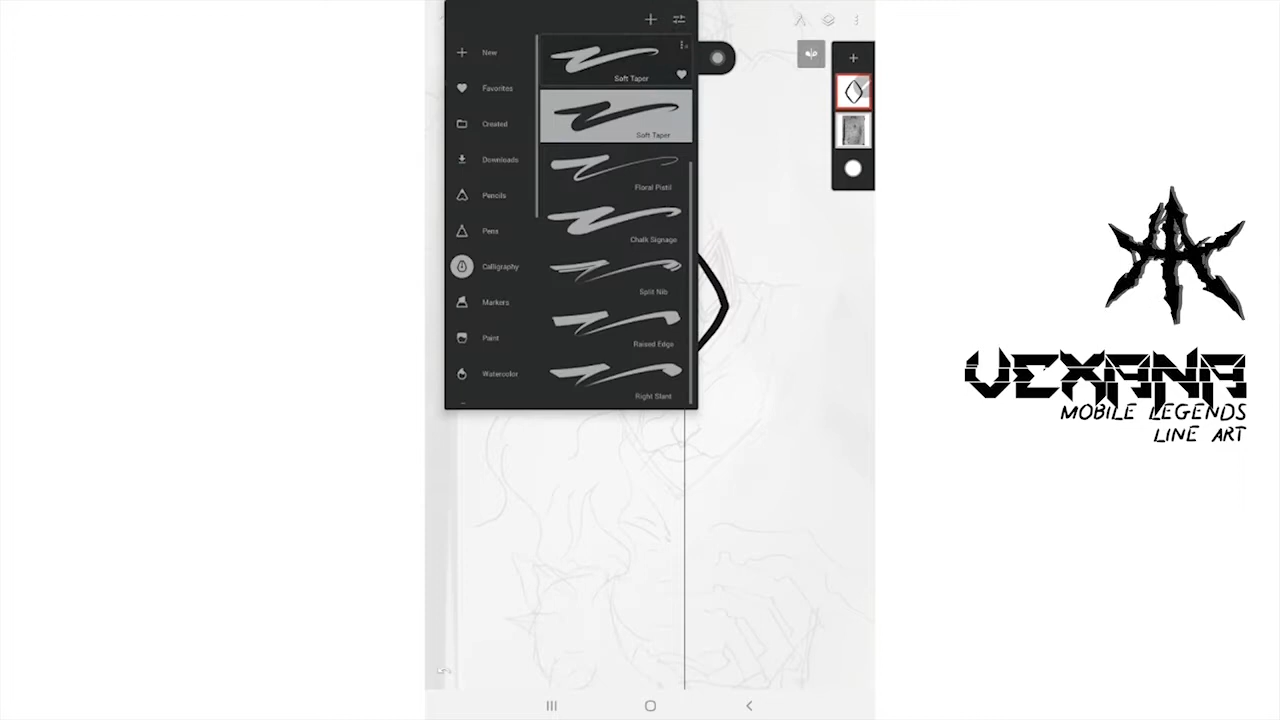 New
Favorites
Created
Downloads
Pencils
Pens
Calligraphy
Markers
Paint
Watercolor
Soft Taper
Soft Taper
Floral Pistil
Chalk Signage
Split Nib
Raised Edge
Right Slant
VEXANA
MOBILE LEGENDS
LINE ART